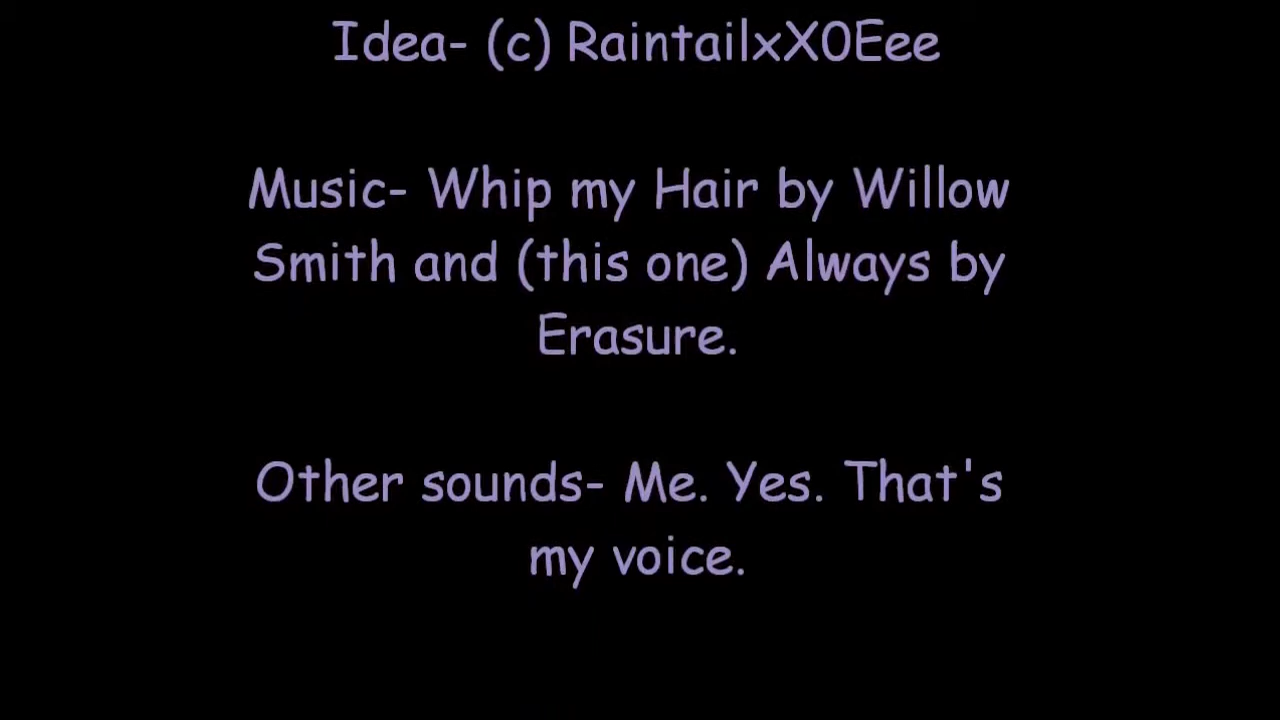 Idea- (c) RaintailxX0Eee
Music- Whip my Hair by Willow
Smith and (this one) Always by
Erasure.
Other sounds- Me. Yes. That's
my voice.